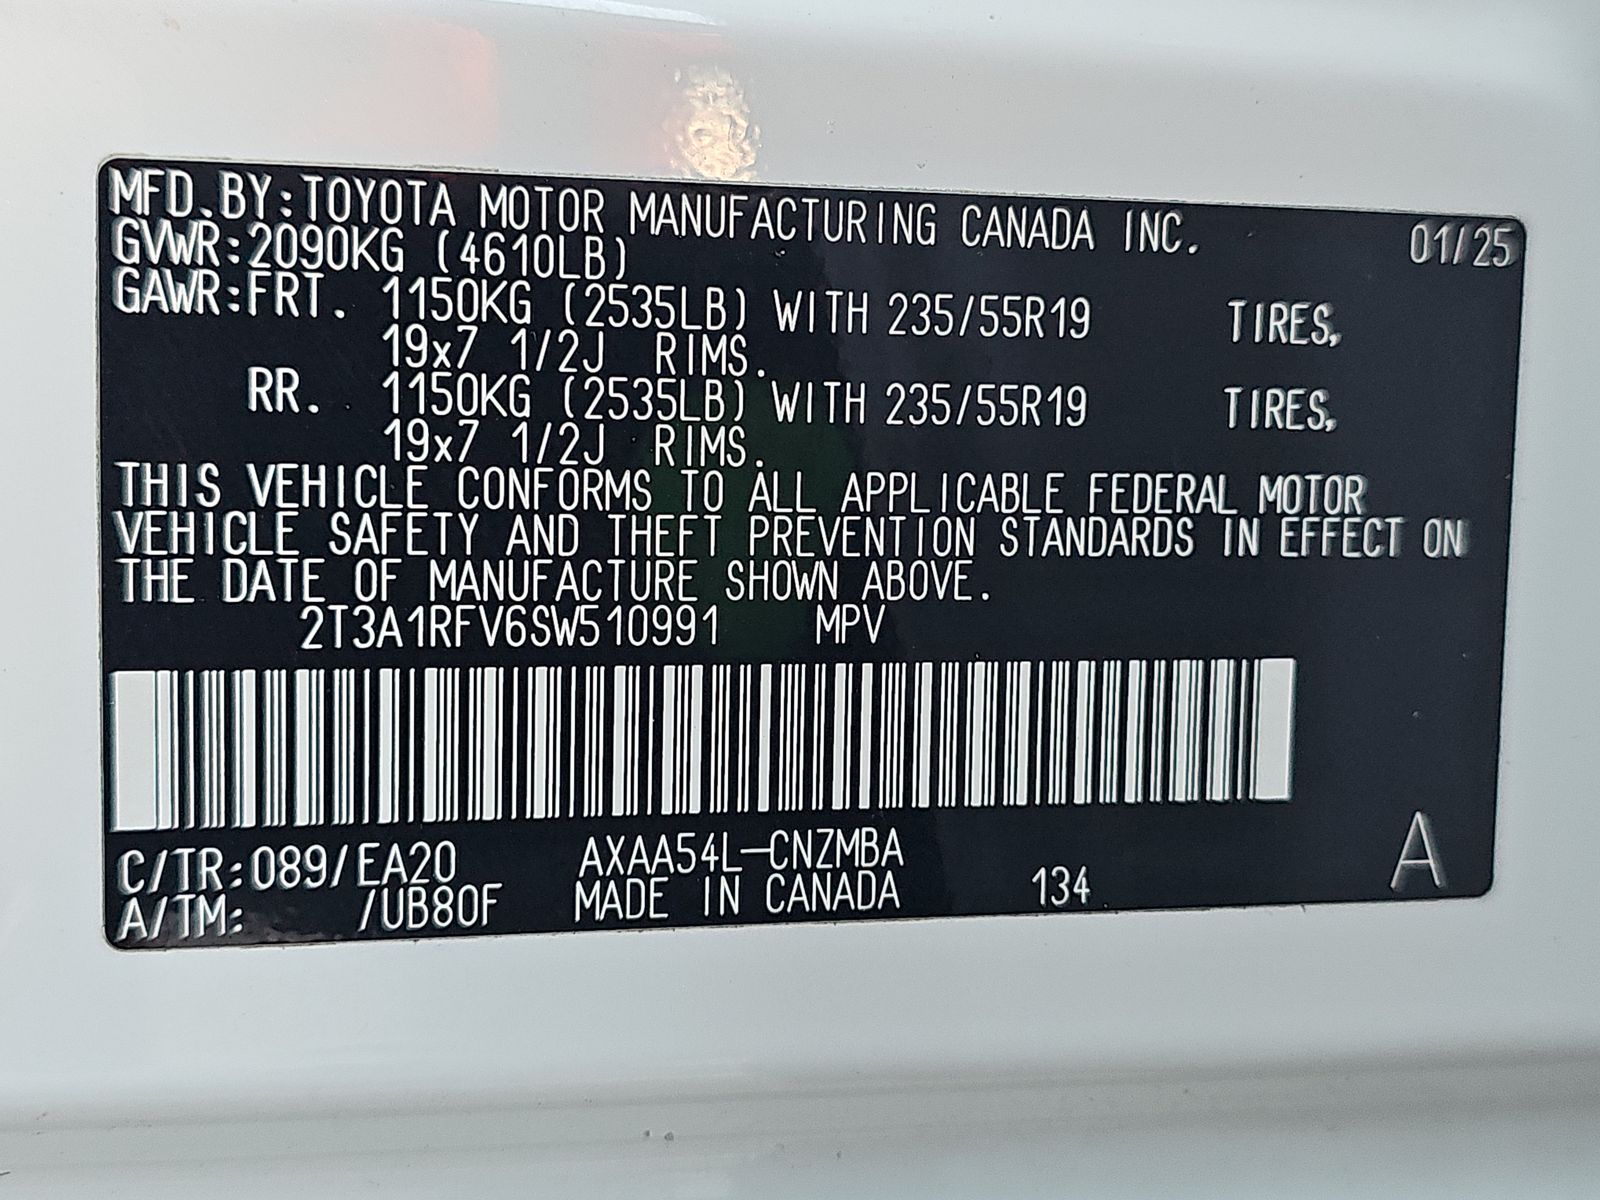 MFD.BY:TOYOTA MOTOR MANUFACTURING CANADA INC. 01/25
GVWR:2090KG (4610LB)
GAWR:FRT. 1150KG (2535LB) WITH 235/55R19 TIRES,
19x7 1/2J RIMS.
RR. 1150KG (2535LB) WITH 235/55R19 TIRES,
19x7 1/2J RIMS.
THIS VEHICLE CONFORMS TO ALL APPLICABLE FEDERAL MOTOR
VEHICLE SAFETY AND THEFT PREVENTION STANDARDS IN EFFECT ON
THE DATE OF MANUFACTURE SHOWN ABOVE.
2T3A1RFV6SW510991 MPV
C/TR:089/EA20 AXAA54L-CNZMBA
A/TM: /UB80F MADE IN CANADA 134 A